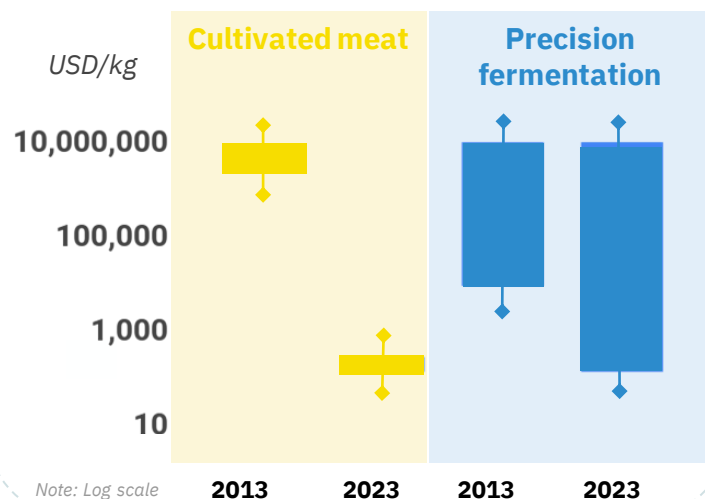 Cultivated meat
Precision
fermentation
USD/kg
10,000,000
100,000
1,000
10
Note: Log scale
2013
2023
2013
2023